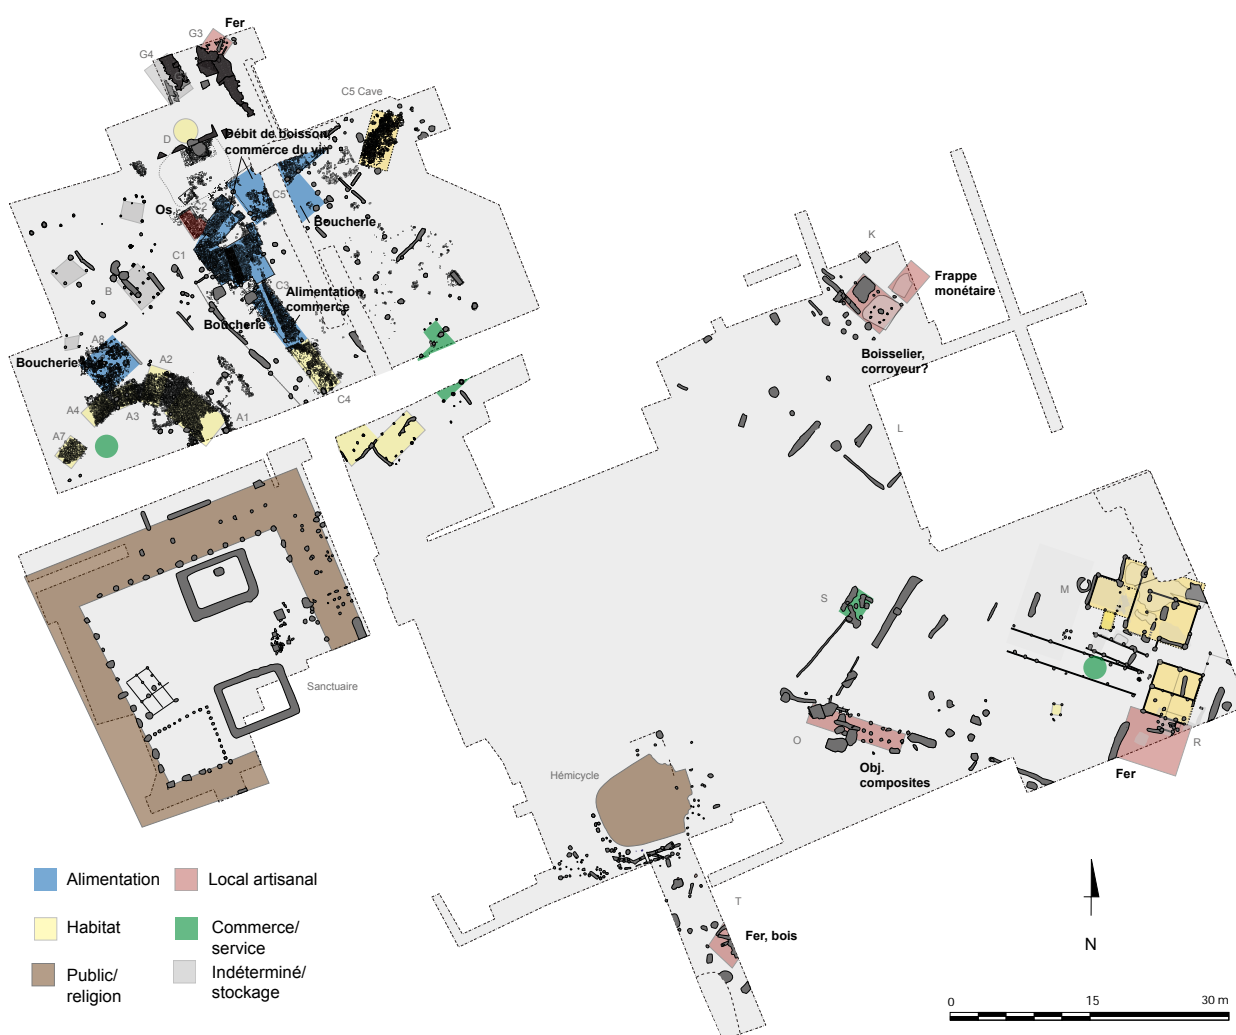 Fer
G3
G4
C5 Cave
D
Débit de boisson/
commerce du vin
C5
C2
Os
Boucherie
C1
C3
B
Alimentation
commerce
Boucherie
A8
Boucherie
A2
A4
A3
A1
C4
A7
K
Frappe
monétaire
Boisselier,
corroyeur?
L
S
M
Sanctuaire
O
Obj.
composites
R
Fer
Hémicycle
T
Fer, bois
Alimentation
Local artisanal
Habitat
Commerce/
service
Public/
religion
Indéterminé/
stockage
N
0
15
30 m